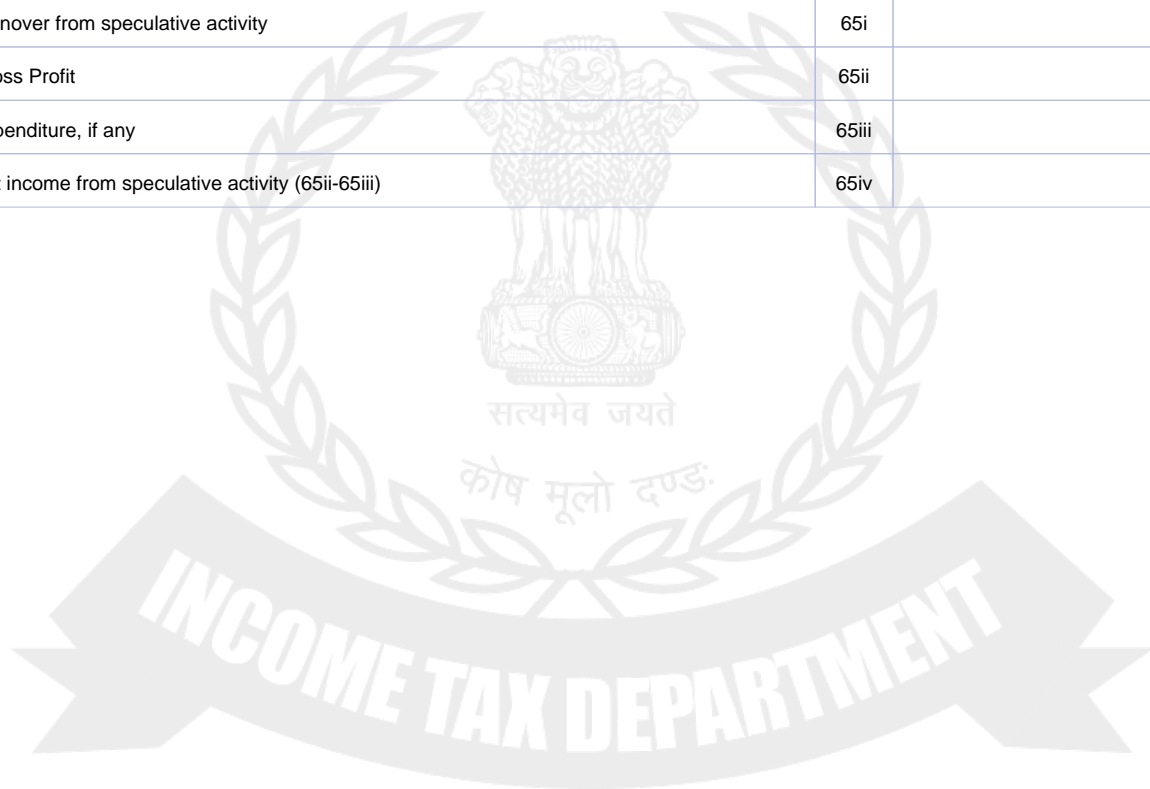 nover from speculative activity 65i
oss Profit 65ii
penditure, if any 65iii
t income from speculative activity (65ii-65iii) 65iv
सत्यमेव जयते
कोष मूलो दण्डः
INCOME TAX DEPARTMENT